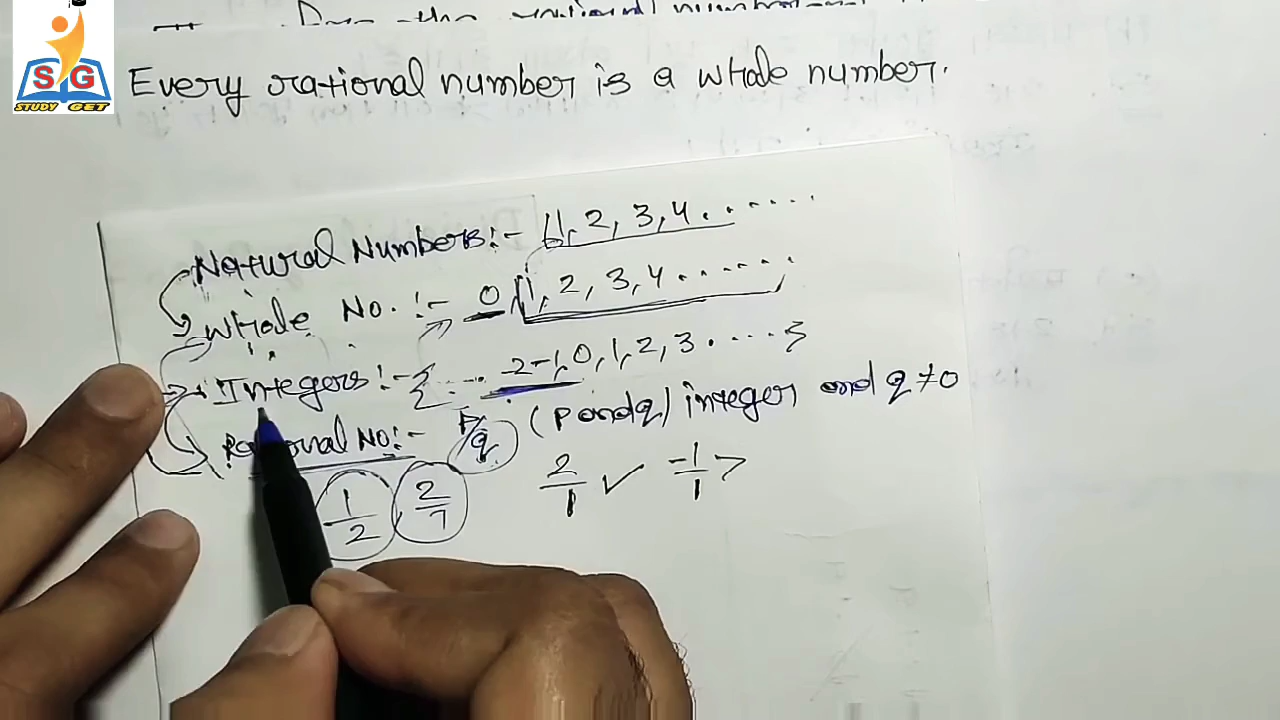 SG
STUDY GET
Every rational number is a whole number.
Natural Numbers:- 1, 2, 3, 4.......
Whole No. :- 0, 1, 2, 3, 4.......
Integers:- {..... -2 -1, 0, 1, 2, 3.....}
No:- p/q (p and q) integer and q ≠ 0
1/2 2/7 2/1 ✓ -1/1 >